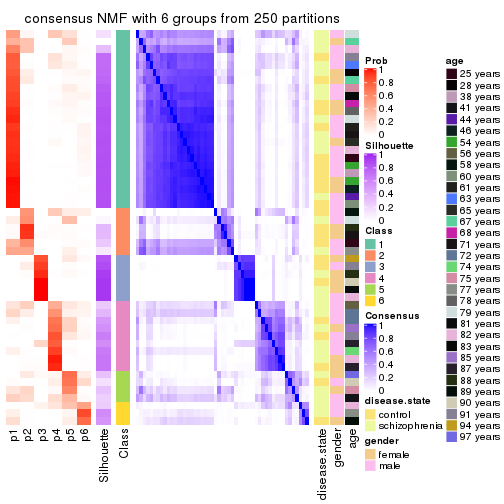 consensus NMF with 6 groups from 250 partitions
p1
p2
p3
p4
p5
p6
Silhouette
Class
disease.state
gender
age
Prob
1
0.8
0.6
0.4
0.2
0
Silhouette
1
0.8
0.6
0.4
0.2
0
Class
1
2
3
4
5
6
Consensus
1
0.8
0.6
0.4
0.2
0
disease.state
control
schizophrenia
gender
female
male
age
25 years
28 years
38 years
41 years
44 years
46 years
54 years
56 years
58 years
60 years
61 years
63 years
65 years
67 years
68 years
71 years
72 years
74 years
75 years
77 years
78 years
79 years
81 years
82 years
83 years
85 years
87 years
88 years
89 years
90 years
91 years
94 years
97 years